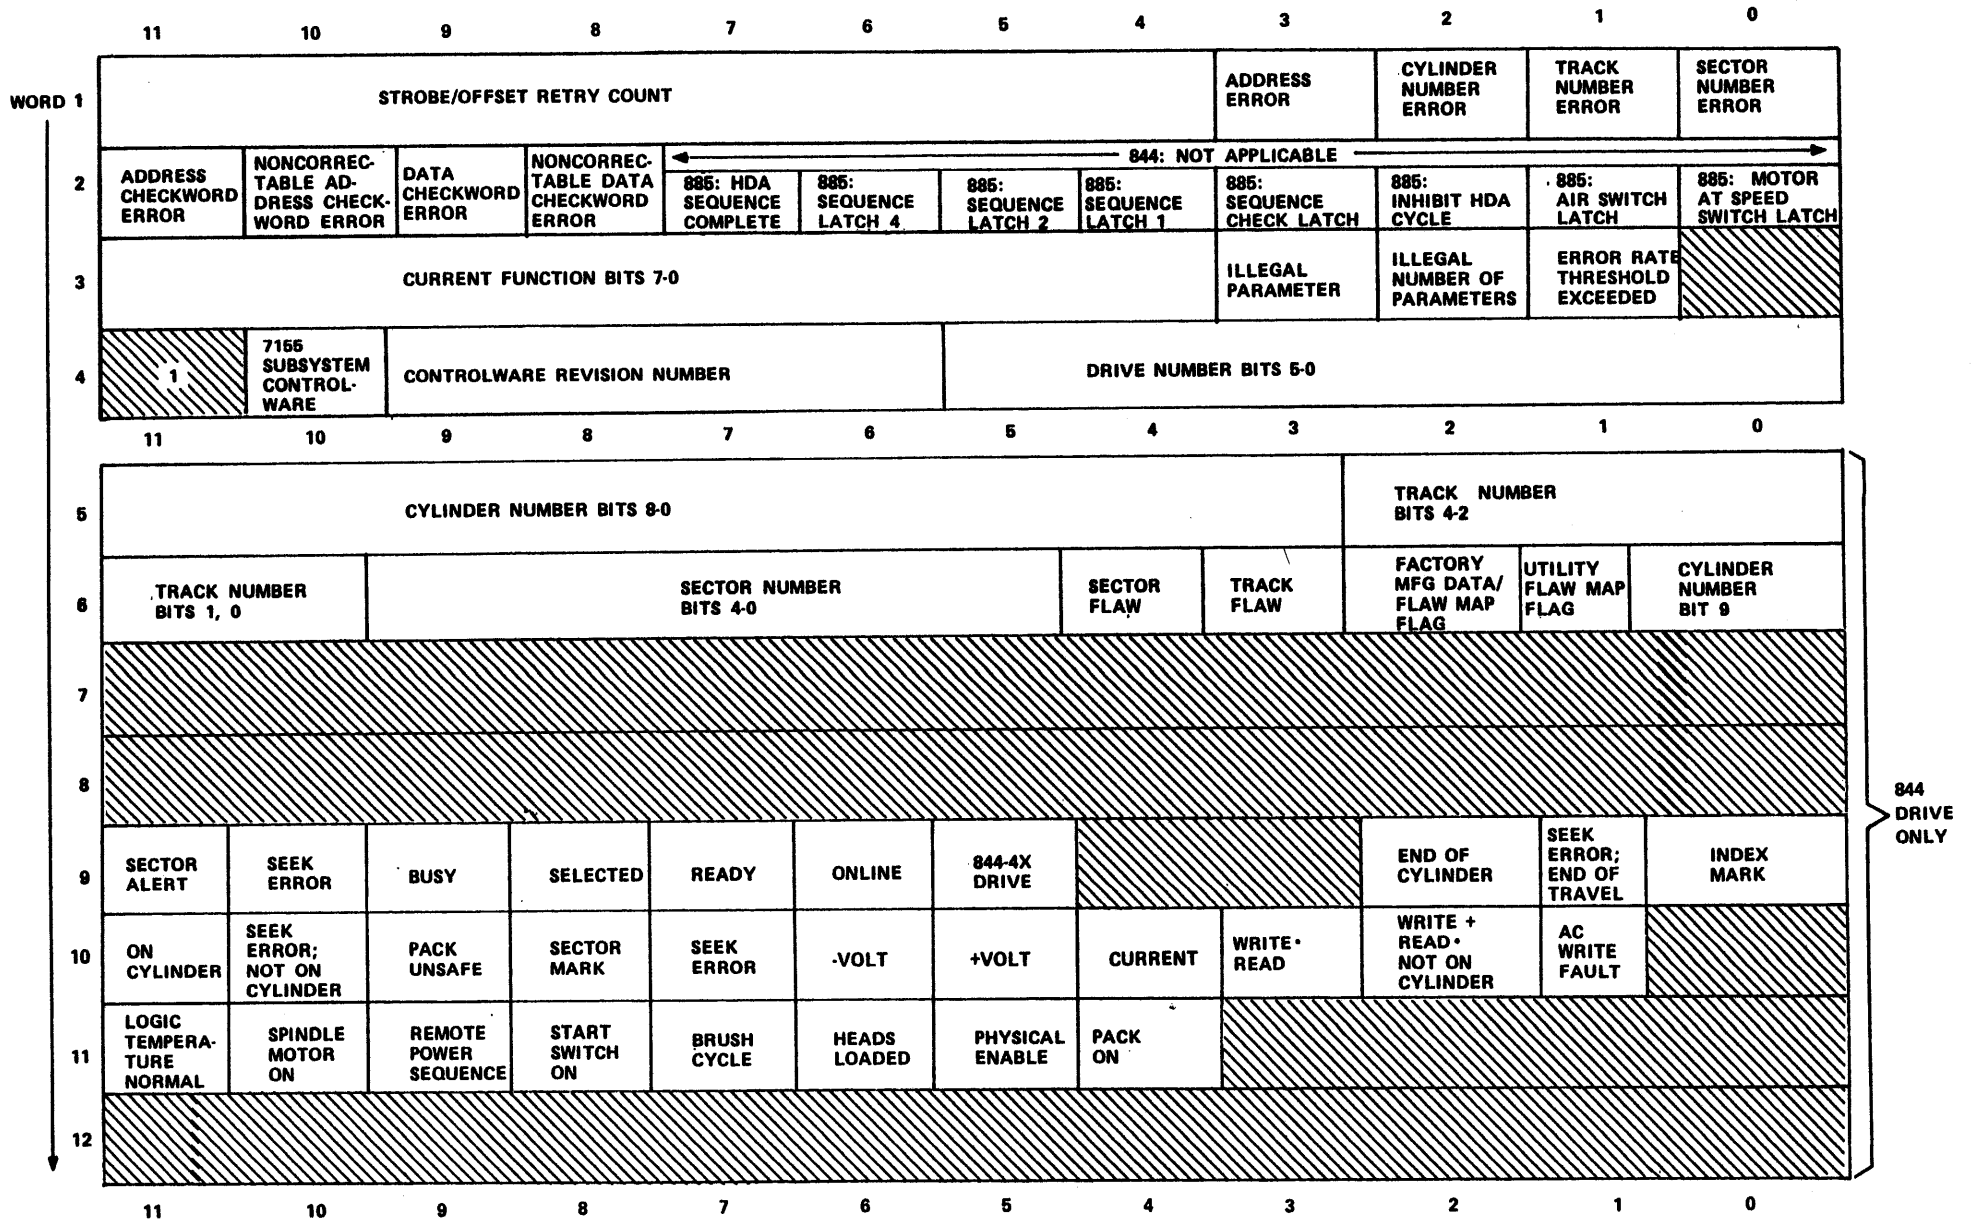 11 10 9 8 7 6 5 4 3 2 1 0
WORD 1
STROBE/OFFSET RETRY COUNT
ADDRESS
ERROR
CYLINDER
NUMBER
ERROR
TRACK
NUMBER
ERROR
SECTOR
NUMBER
ERROR
2
ADDRESS
CHECKWORD
ERROR
NONCORREC-
TABLE AD-
DRESS CHECK-
WORD ERROR
DATA
CHECKWORD
ERROR
NONCORREC-
TABLE DATA
CHECKWORD
ERROR
844: NOT APPLICABLE
885: HDA
SEQUENCE
COMPLETE
885:
SEQUENCE
LATCH 4
885:
SEQUENCE
LATCH 2
885:
SEQUENCE
LATCH 1
885:
SEQUENCE
CHECK LATCH
885:
INHIBIT HDA
CYCLE
885:
AIR SWITCH
LATCH
885: MOTOR
AT SPEED
SWITCH LATCH
3
CURRENT FUNCTION BITS 7-0
ILLEGAL
PARAMETER
ILLEGAL
NUMBER OF
PARAMETERS
ERROR RATE
THRESHOLD
EXCEEDED
4
1
7155
SUBSYSTEM
CONTROL-
WARE
CONTROLWARE REVISION NUMBER
DRIVE NUMBER BITS 5-0
11 10 9 8 7 6 5 4 3 2 1 0
5
CYLINDER NUMBER BITS 8-0
TRACK NUMBER
BITS 4-2
6
TRACK NUMBER
BITS 1, 0
SECTOR NUMBER
BITS 4-0
SECTOR
FLAW
TRACK
FLAW
FACTORY
MFG DATA/
FLAW MAP
FLAG
UTILITY
FLAW MAP
FLAG
CYLINDER
NUMBER
BIT 9
7
8
844
DRIVE
ONLY
9
SECTOR
ALERT
SEEK
ERROR
BUSY
SELECTED
READY
ONLINE
844-4X
DRIVE
END OF
CYLINDER
SEEK
ERROR;
END OF
TRAVEL
INDEX
MARK
10
ON
CYLINDER
SEEK
ERROR;
NOT ON
CYLINDER
PACK
UNSAFE
SECTOR
MARK
SEEK
ERROR
-VOLT
+VOLT
CURRENT
WRITE•
READ
WRITE +
READ•
NOT ON
CYLINDER
AC
WRITE
FAULT
11
LOGIC
TEMPERA-
TURE
NORMAL
SPINDLE
MOTOR
ON
REMOTE
POWER
SEQUENCE
START
SWITCH
ON
BRUSH
CYCLE
HEADS
LOADED
PHYSICAL
ENABLE
PACK
ON
12
11 10 9 8 7 6 5 4 3 2 1 0